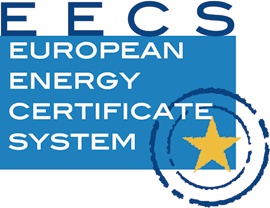 EECS
EUROPEAN
ENERGY
CERTIFICATE
SYSTEM